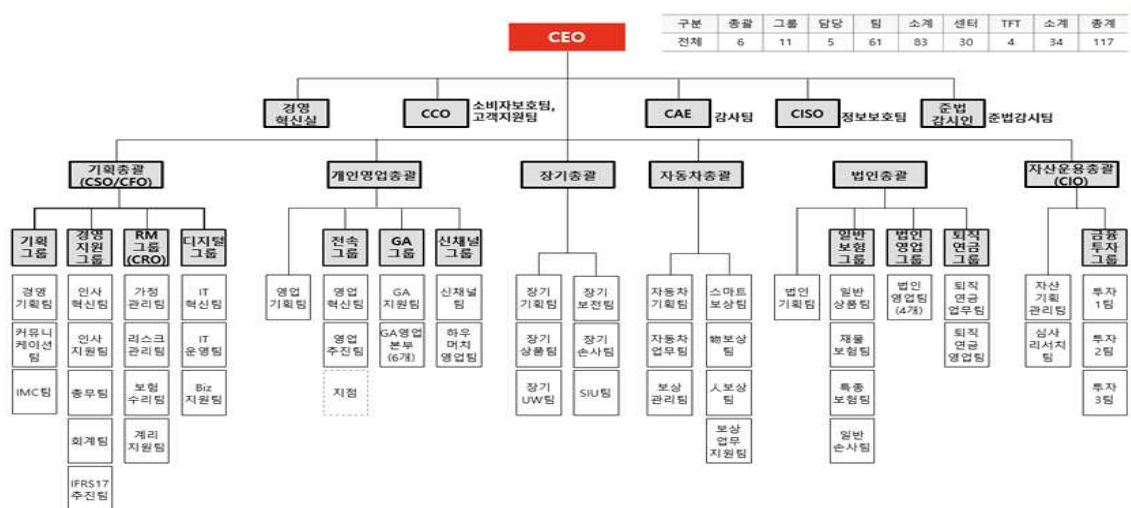 구분 총괄 그룹 담당 팀 소계 센터 TFT 소계 총계
전체 6 11 5 61 83 30 4 34 117
CEO
경영
혁신실
CCO
소비자보호팀,
고객지원팀
CAE
감사팀
CISO
정보보호팀
준법
감시인
준법감시팀
기획총괄
(CSO/CFO)
개인영업총괄
장기총괄
자동차총괄
법인총괄
자산운용총괄
(CIO)
기획
그룹
경영
지원
그룹
RM
그룹
(CRO)
디지털
그룹
전속
그룹
GA
그룹
신채널
그룹
일반
보험
그룹
법인
영업
그룹
퇴직
연금
그룹
금융
투자
그룹
경영
기획팀
커뮤니
케이션
팀
IMC팀
인사
혁신팀
인사
지원팀
총무팀
회계팀
IFRS17
추진팀
가정
관리팀
리스크
관리팀
보험
수리팀
계리
지원팀
IT
혁신팀
IT
운영팀
Biz
지원팀
영업
기획팀
영업
혁신팀
영업
추진팀
지점
GA
지원팀
GA영업
본부
(6개)
신채널
팀
하우
머치
영업팀
장기
기획팀
장기
상품팀
장기
UW팀
장기
보전팀
장기
손사팀
SIU팀
자동차
기획팀
자동차
업무팀
보상
관리팀
스마트
보상팀
物보상
팀
人보상
팀
보상
업무
지원팀
법인
기획팀
일반
상품팀
재물
보험팀
특종
보험팀
일반
손사팀
법인
영업팀
(4개)
퇴직
연금
업무팀
퇴직
연금
영업팀
자산
기획
관리팀
심사
리서치
팀
투자
1팀
투자
2팀
투자
3팀